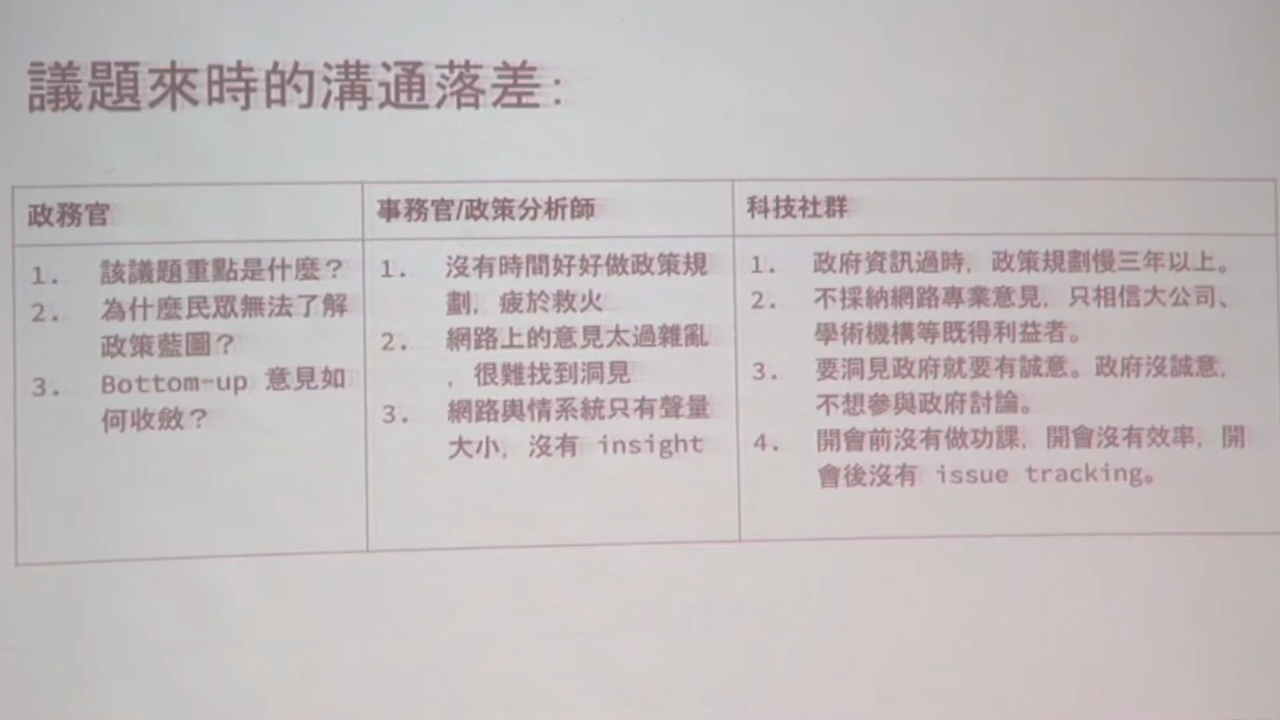 議題來時的溝通落差:
政務官
1. 該議題重點是什麼?
2. 為什麼民眾無法了解
政策藍圖?
3. Bottom-up 意見如
何收斂?
事務官/政策分析師
1. 沒有時間好好做政策規
劃，疲於救火
2. 網路上的意見太過雜亂
，很難找到洞見
3. 網路輿情系統只有聲量
大小，沒有 insight
科技社群
1. 政府資訊過時，政策規劃慢三年以上。
2. 不採納網路專業意見，只相信大公司、
學術機構等既得利益者。
3. 要洞見政府就要有誠意。政府沒誠意，
不想參與政府討論。
4. 開會前沒有做功課，開會沒有效率，開
會後沒有 issue tracking。